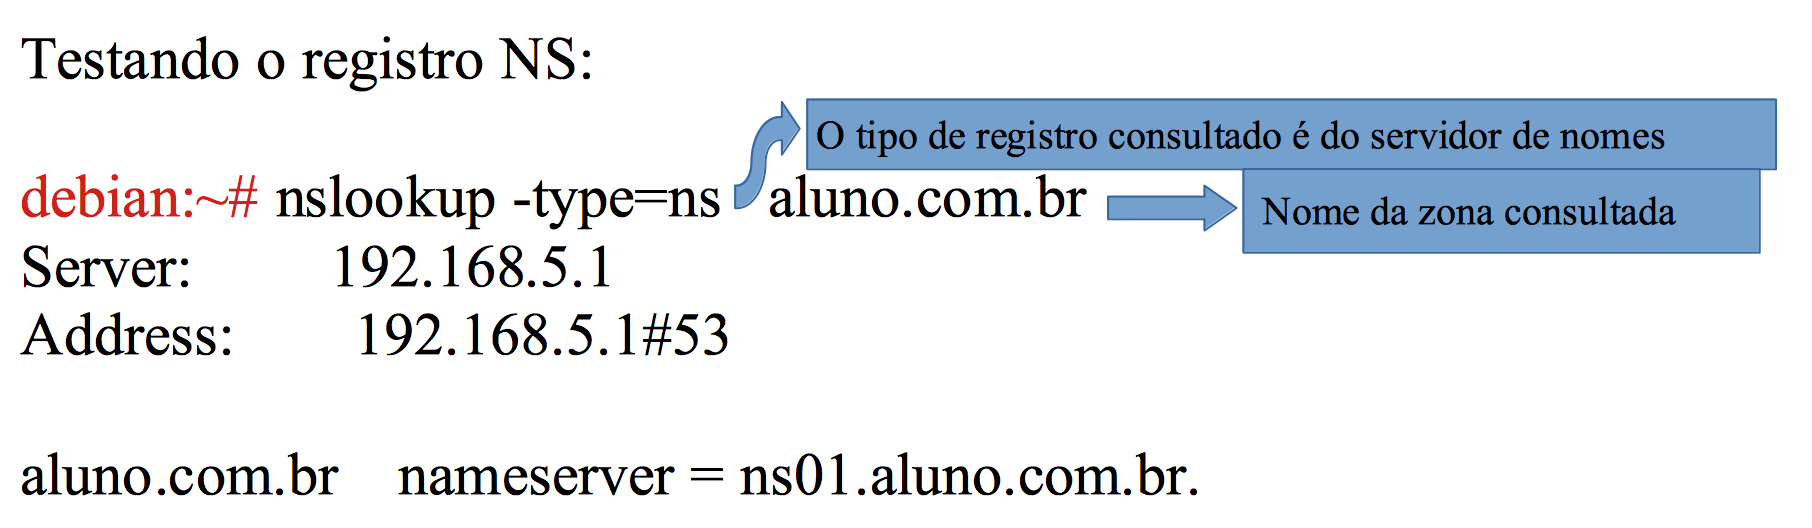 Testando o registro NS:
O tipo de registro consultado é do servidor de nomes
debian:~# nslookup -type=ns aluno.com.br
Nome da zona consultada
Server: 192.168.5.1
Address: 192.168.5.1#53
aluno.com.br nameserver = ns01.aluno.com.br.